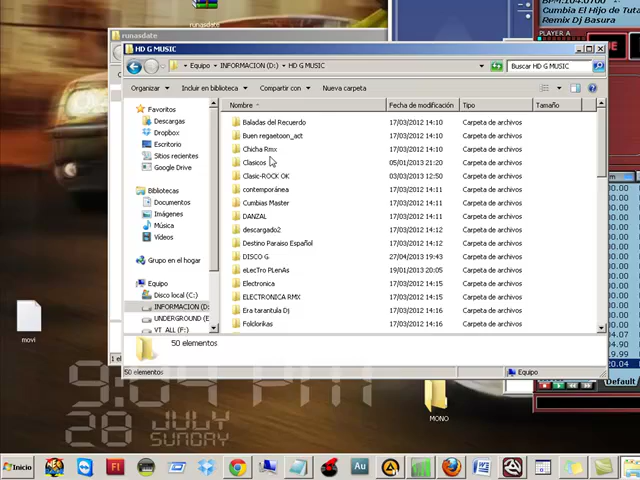 runasdate
runasdate
BPM:104.0700
Cumbia El Hijo de Tuta
Remix Dj Basura
PLAYER A
HD G MUSIC
Equipo
INFORMACION (D:)
HD G MUSIC
Buscar HD G MUSIC
Organizar
Incluir en biblioteca
Compartir con
Nueva carpeta
Nombre
Fecha de modificación
Tipo
Tamaño
Favoritos
Descargas
Dropbox
Escritorio
Sitios recientes
Google Drive
Bibliotecas
Documentos
Imágenes
Música
Vídeos
Grupo en el hogar
Equipo
Disco local (C:)
INFORMACION (D:
UNDERGROUND (E
VT_ALL (F:)
Baladas del Recuerdo 17/03/2012 14:10 Carpeta de archivos
Buen regaetoon_act 17/03/2012 14:10 Carpeta de archivos
Chicha Rmx 17/03/2012 14:10 Carpeta de archivos
Clasicos 05/01/2013 21:20 Carpeta de archivos
Clasic-ROCK OK 03/03/2013 12:50 Carpeta de archivos
contemporánea 17/03/2012 14:11 Carpeta de archivos
Cumbias Master 17/03/2012 14:11 Carpeta de archivos
DANZAL 17/03/2012 14:11 Carpeta de archivos
descargado2 17/03/2012 14:12 Carpeta de archivos
Destino Paraiso Español 17/03/2012 14:12 Carpeta de archivos
DISCO G 27/04/2013 19:43 Carpeta de archivos
eLecTro PLenAs 19/01/2013 20:05 Carpeta de archivos
Electronica 17/03/2012 14:15 Carpeta de archivos
ELECTRONICA RMX 17/03/2012 14:15 Carpeta de archivos
Era tarantula Dj 17/03/2012 14:16 Carpeta de archivos
Folclorikas 17/03/2012 14:16 Carpeta de archivos
50 elementos
50 elementos
Equipo
movi
MONO
9:04 PM
28 JULY
SUNDAY
Default
Inicio